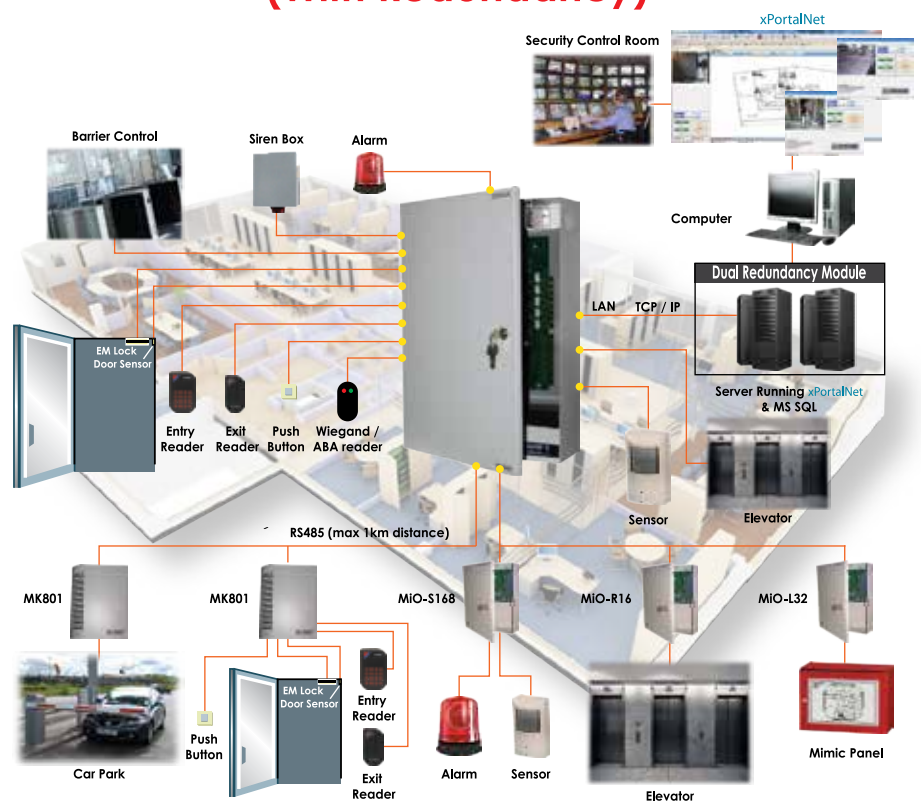 (With Redundancy)
xPortalNet
Security Control Room
Barrier Control
Siren Box
Alarm
Computer
Dual Redundancy Module
LAN
TCP / IP
EM Lock
Door Sensor
Server Running xPortalNet
& MS SQL
Entry
Reader
Exit
Reader
Push
Button
Wiegand /
ABA reader
Sensor
Elevator
RS485 (max 1km distance)
MK801
MK801
MiO-S168
MiO-R16
MiO-L32
EM Lock
Door Sensor
Entry
Reader
Push
Button
Exit
Reader
Car Park
Alarm
Sensor
Elevator
Mimic Panel